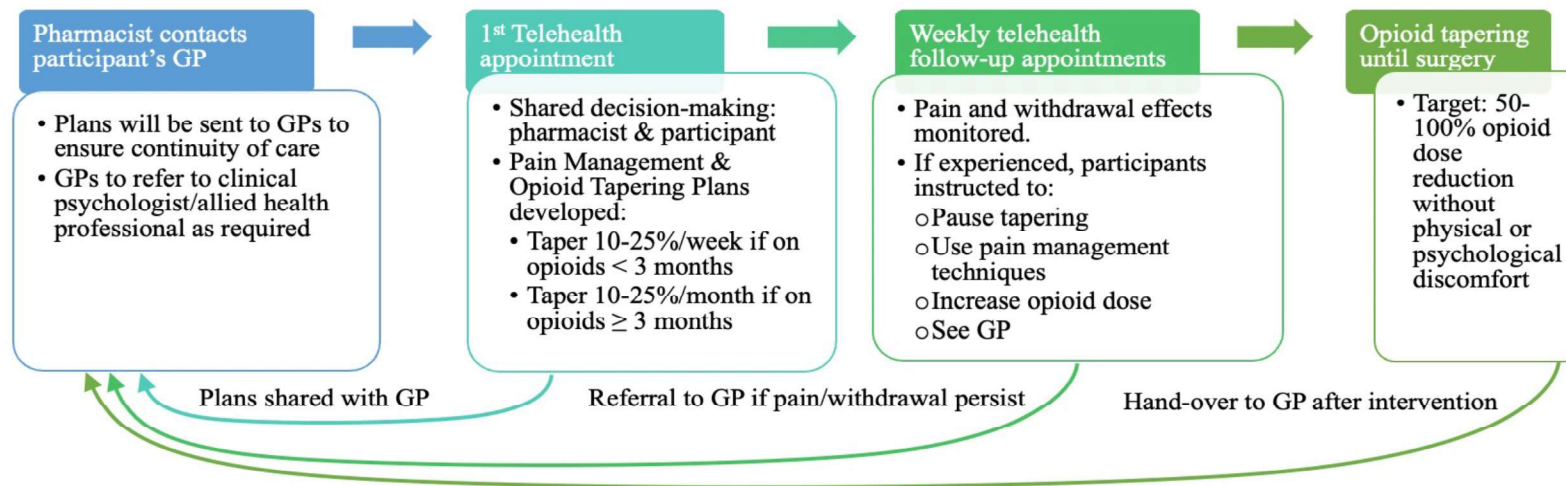 Pharmacist contacts
participant's GP
• Plans will be sent to GPs to
ensure continuity of care
• GPs to refer to clinical
psychologist/allied health
professional as required
1st Telehealth
appointment
• Shared decision-making:
pharmacist & participant
• Pain Management &
Opioid Tapering Plans
developed:
• Taper 10-25%/week if on
opioids < 3 months
• Taper 10-25%/month if on
opioids ≥ 3 months
Weekly telehealth
follow-up appointments
• Pain and withdrawal effects
monitored.
• If experienced, participants
instructed to:
o Pause tapering
o Use pain management
techniques
o Increase opioid dose
o See GP
Opioid tapering
until surgery
• Target: 50-
100% opioid
dose
reduction
without
physical or
psychological
discomfort
Plans shared with GP
Referral to GP if pain/withdrawal persist
Hand-over to GP after intervention